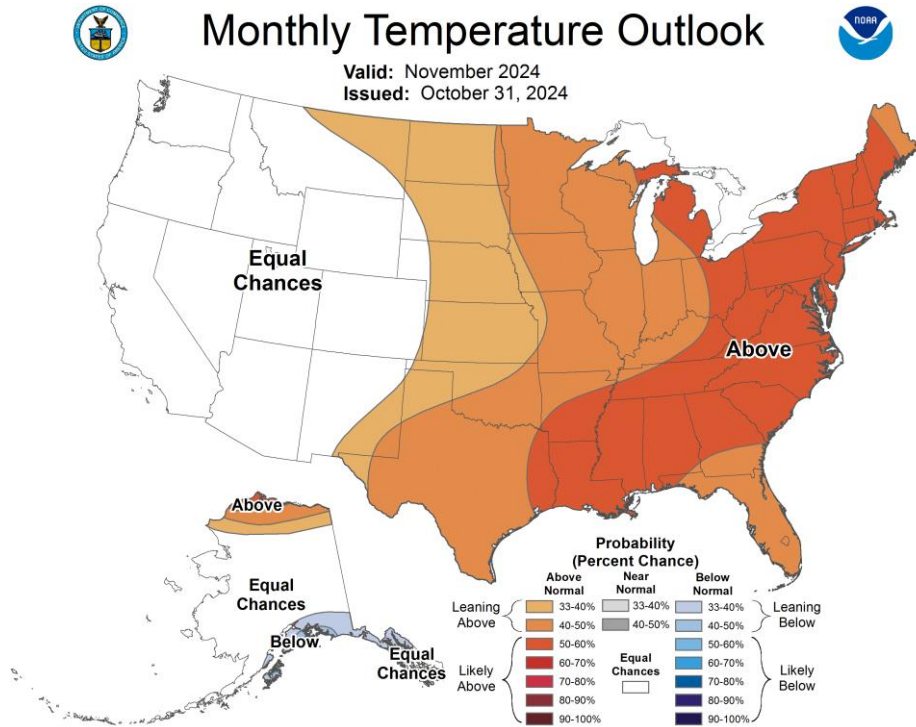 Monthly Temperature Outlook
NOAA
Valid: November 2024
Issued: October 31, 2024
Equal
Chances
Above
Above
Equal
Chances
Below
Equal
Chances
Probability
(Percent Chance)
Above
Normal
Near
Normal
Below
Normal
Leaning
Above
33-40%
40-50%
Likely
Above
50-60%
60-70%
70-80%
80-90%
90-100%
33-40%
40-50%
Equal
Chances
33-40%
40-50%
50-60%
60-70%
70-80%
80-90%
90-100%
Leaning
Below
Likely
Below